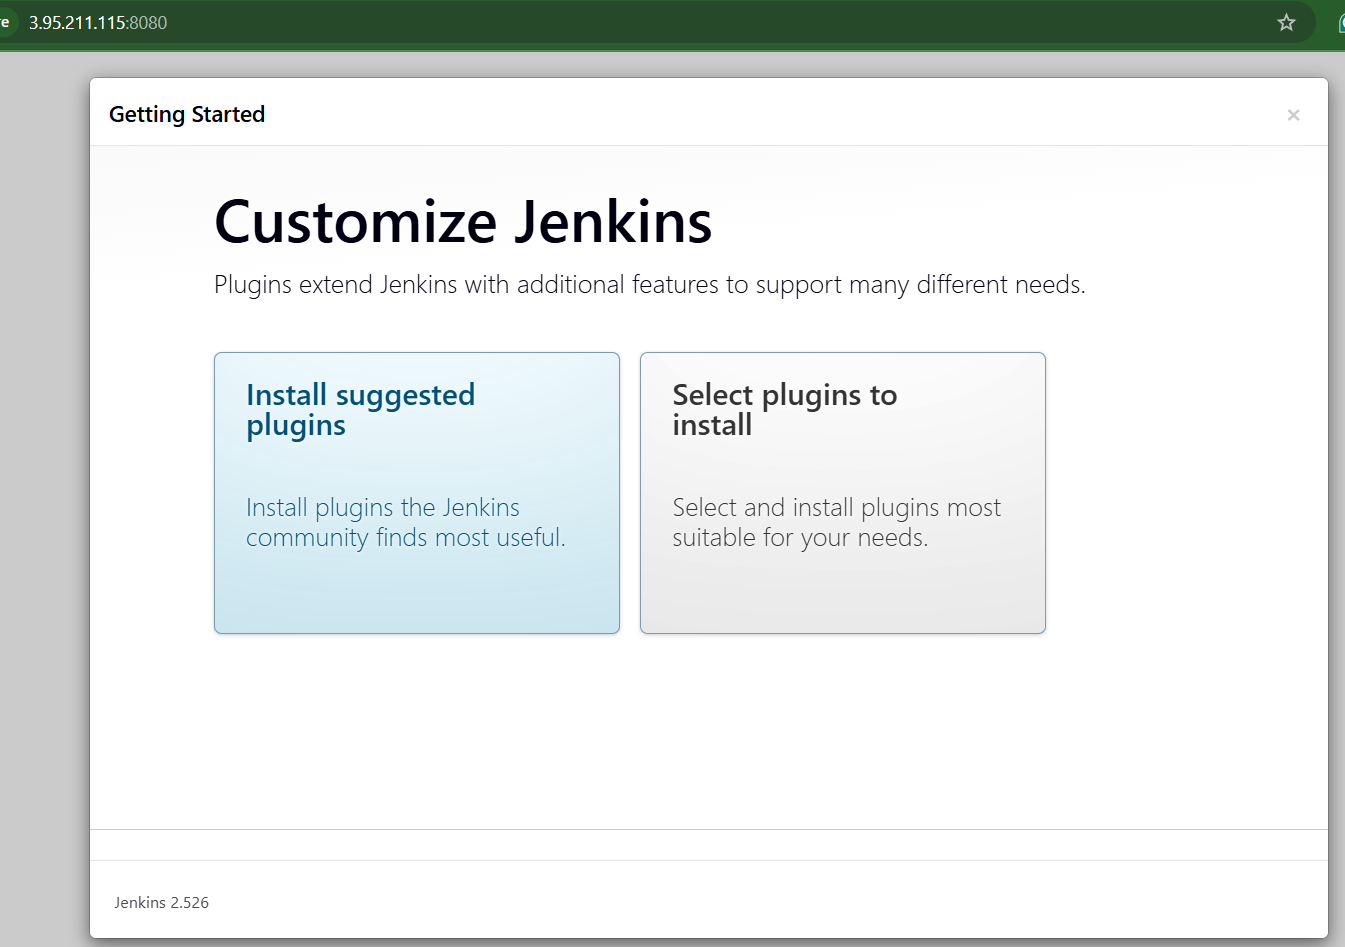 3.95.211.115:8080
Getting Started
×
Customize Jenkins
Plugins extend Jenkins with additional features to support many different needs.
Install suggested
plugins
Install plugins the Jenkins
community finds most useful.
Select plugins to
install
Select and install plugins most
suitable for your needs.
Jenkins 2.526